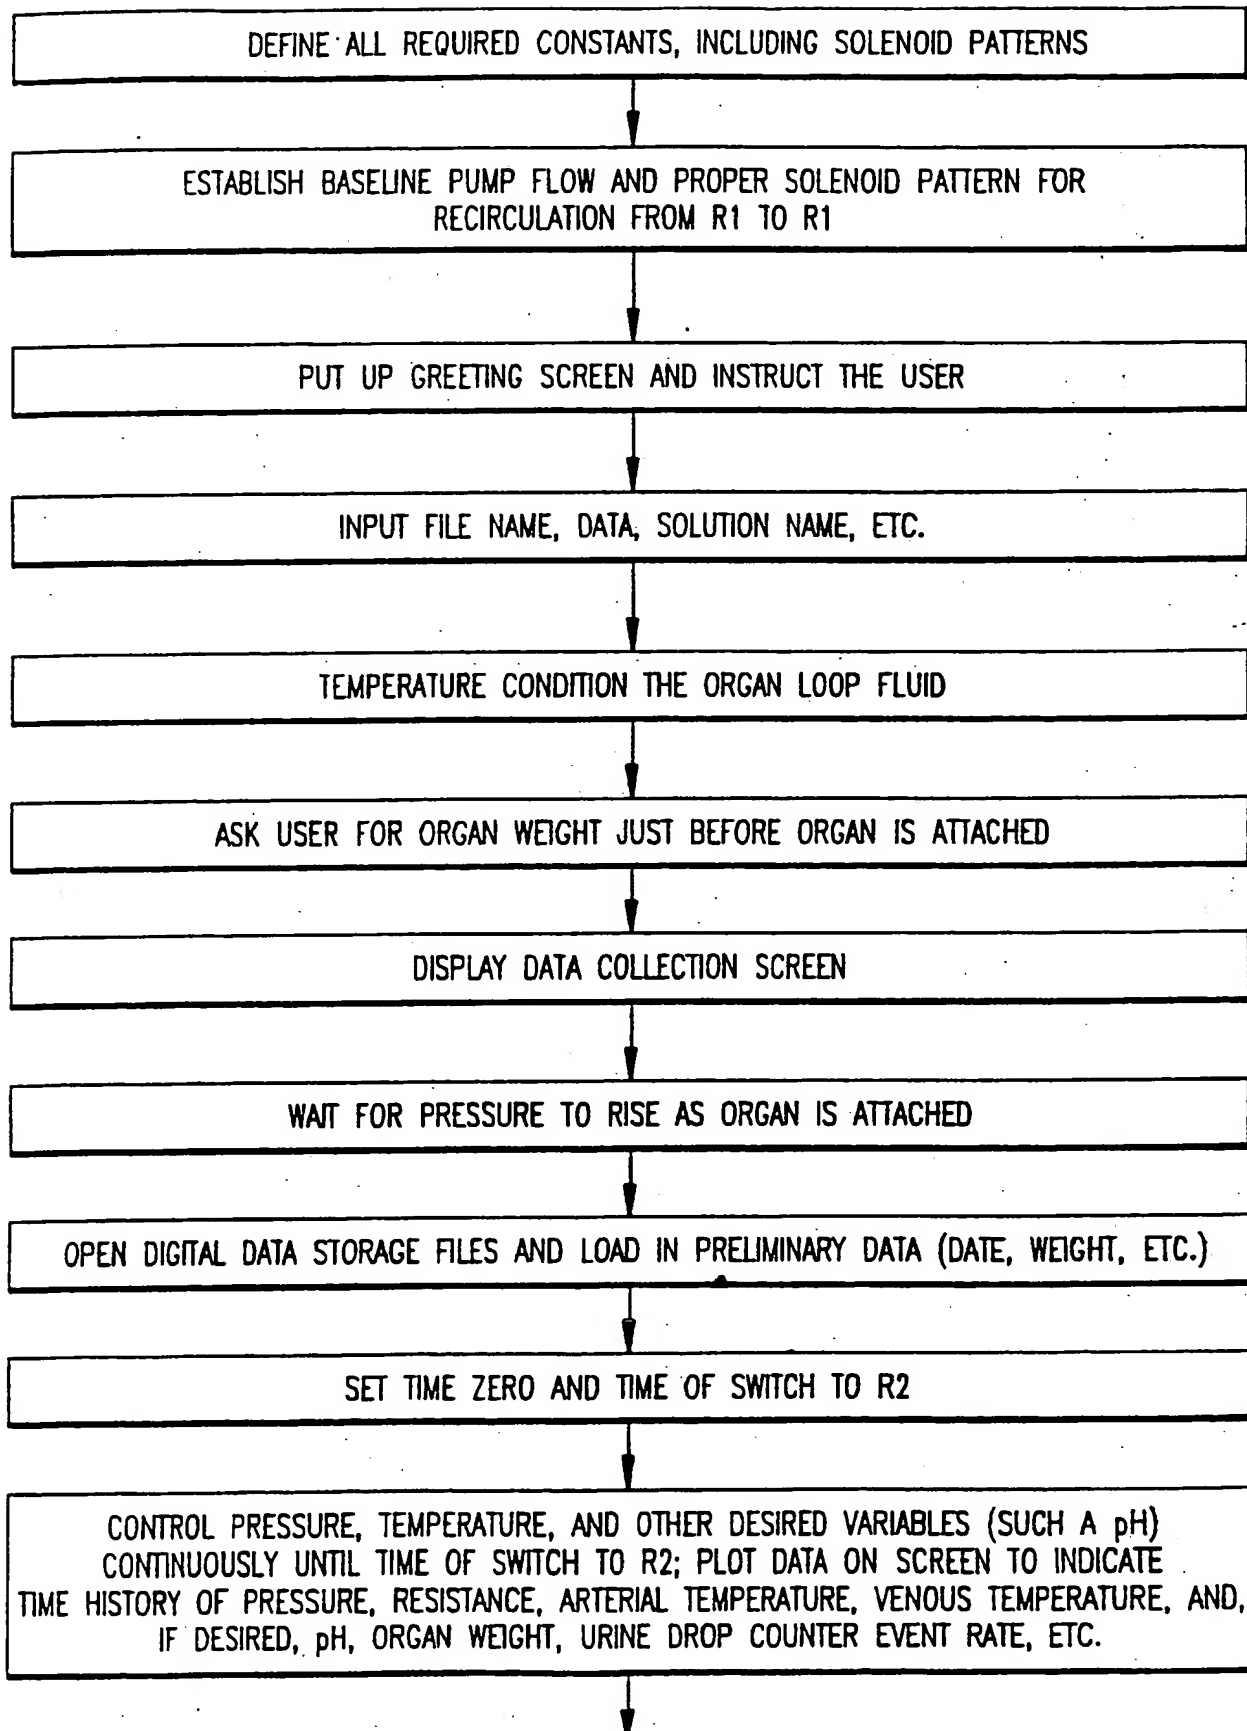 DEFINE ALL REQUIRED CONSTANTS, INCLUDING SOLENOID PATTERNS
ESTABLISH BASELINE PUMP FLOW AND PROPER SOLENOID PATTERN FOR
RECIRCULATION FROM R1 TO R1
PUT UP GREETING SCREEN AND INSTRUCT THE USER
INPUT FILE NAME, DATA, SOLUTION NAME, ETC.
TEMPERATURE CONDITION THE ORGAN LOOP FLUID
ASK USER FOR ORGAN WEIGHT JUST BEFORE ORGAN IS ATTACHED
DISPLAY DATA COLLECTION SCREEN
WAIT FOR PRESSURE TO RISE AS ORGAN IS ATTACHED
OPEN DIGITAL DATA STORAGE FILES AND LOAD IN PRELIMINARY DATA (DATE, WEIGHT, ETC.)
SET TIME ZERO AND TIME OF SWITCH TO R2
CONTROL PRESSURE, TEMPERATURE, AND OTHER DESIRED VARIABLES (SUCH A pH)
CONTINUOUSLY UNTIL TIME OF SWITCH TO R2; PLOT DATA ON SCREEN TO INDICATE
TIME HISTORY OF PRESSURE, RESISTANCE, ARTERIAL TEMPERATURE, VENOUS TEMPERATURE, AND,
IF DESIRED, pH, ORGAN WEIGHT, URINE DROP COUNTER EVENT RATE, ETC.